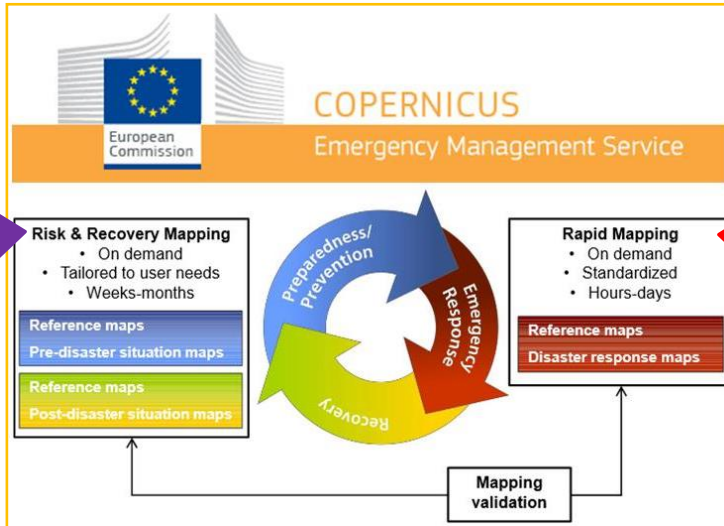 European
Commission
COPERNICUS
Emergency Management Service
Risk & Recovery Mapping
• On demand
• Tailored to user needs
• Weeks-months
Reference maps
Pre-disaster situation maps
Reference maps
Post-disaster situation maps
Preparedness/
Prevention
Emergency
Response
Recovery
Rapid Mapping
• On demand
• Standardized
• Hours-days
Reference maps
Disaster response maps
Mapping
validation